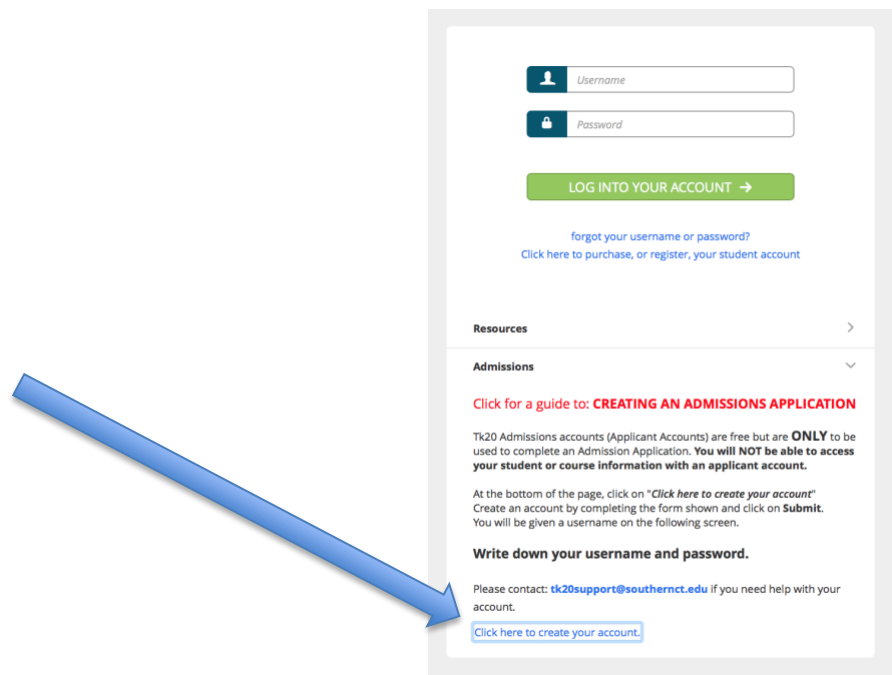 Username
Password
LOG INTO YOUR ACCOUNT →
forgot your username or password?
Click here to purchase, or register, your student account
Resources
Admissions
Click for a guide to: CREATING AN ADMISSIONS APPLICATION
Tk20 Admissions accounts (Applicant Accounts) are free but are ONLY to be
used to complete an Admission Application. You will NOT be able to access
your student or course information with an applicant account.
At the bottom of the page, click on "Click here to create your account"
Create an account by completing the form shown and click on Submit.
You will be given a username on the following screen.
Write down your username and password.
Please contact: tk20support@southernct.edu if you need help with your
account.
Click here to create your account.